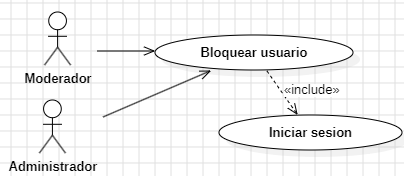 Bloquear usuario
Moderador
«include»
Iniciar sesion
Administrador